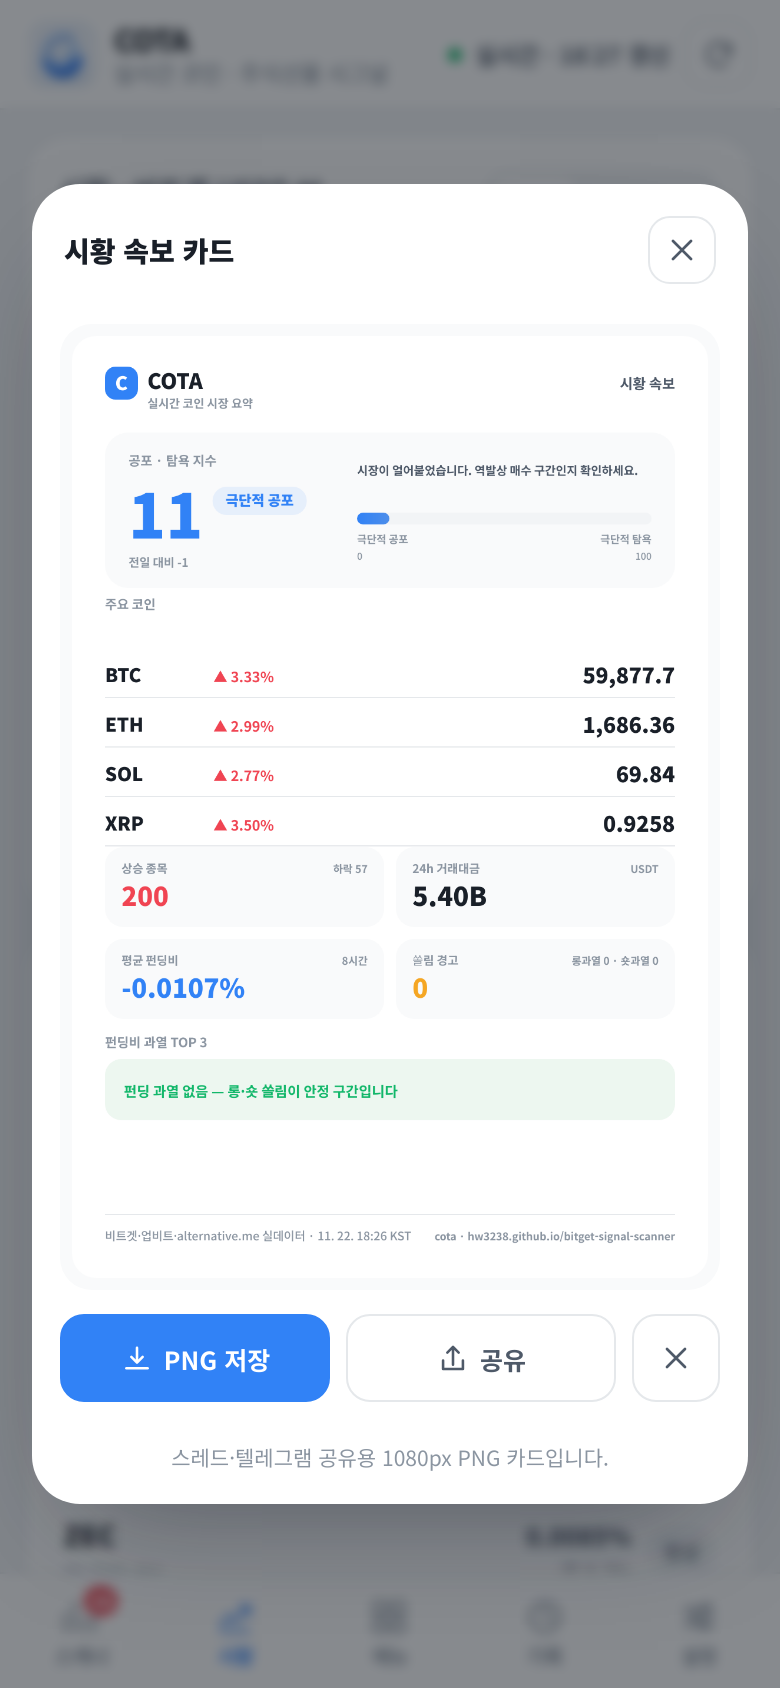 COTA
시황 속보 카드
C COTA
시황 속보
실시간 코인 시장 요약
공포 · 탐욕 지수
11 극단적 공포
전일 대비 -1
시장이 얼어붙었습니다. 역발상 매수 구간인지 확인하세요.
극단적 공포 극단적 탐욕
0 100
주요 코인
BTC ▲ 3.33% 59,877.7
ETH ▲ 2.99% 1,686.36
SOL ▲ 2.77% 69.84
XRP ▲ 3.50% 0.9258
상승 종목 하락 57
200
24h 거래대금 USDT
5.40B
평균 펀딩비 8시간
-0.0107%
쏠림 경고 롱과열 0 · 숏과열 0
0
펀딩비 과열 TOP 3
펀딩 과열 없음 — 롱·숏 쏠림이 안정 구간입니다
비트겟·업비트·alternative.me 실데이터 · 11. 22. 18:26 KST cota · hw3238.github.io/bitget-signal-scanner
PNG 저장
공유
스레드·텔레그램 공유용 1080px PNG 카드입니다.
ZEC